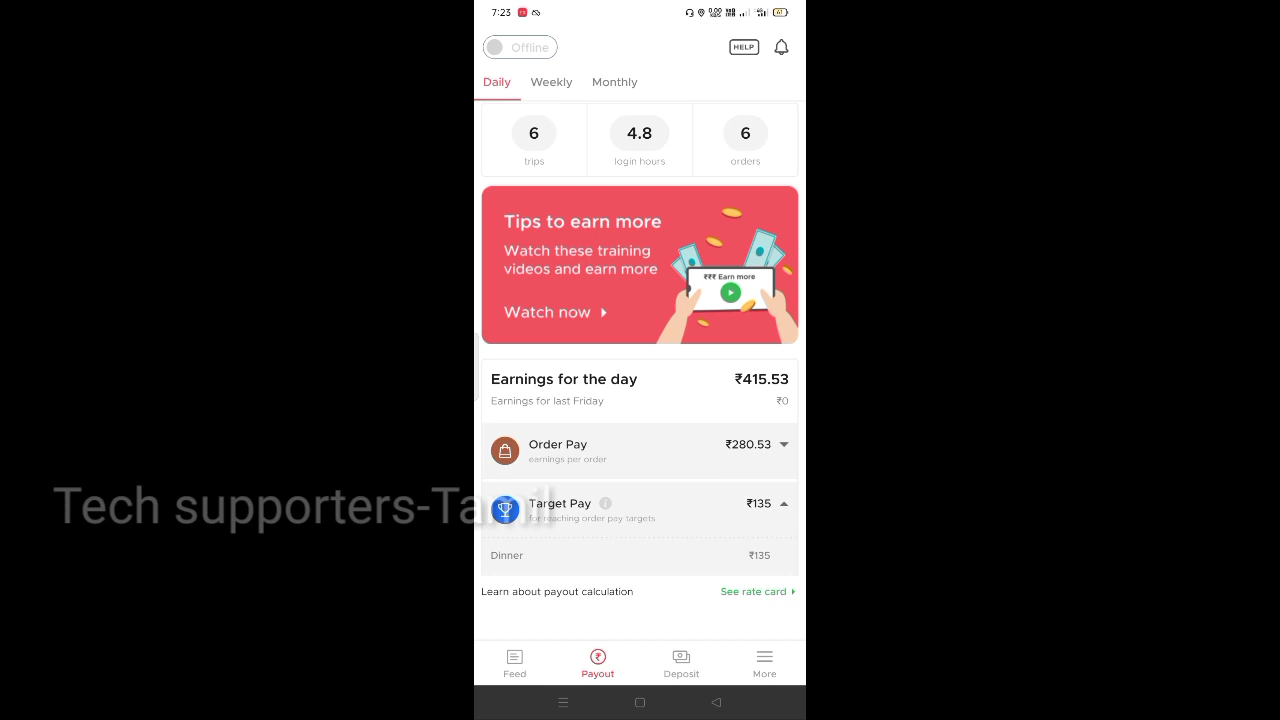 7:23
Offline
HELP
Daily Weekly Monthly
6 4.8 6
trips login hours orders
Tips to earn more
Watch these training
videos and earn more
₹₹₹ Earn more
Watch now
Earnings for the day ₹415.53
Earnings for last Friday ₹0
Order Pay ₹280.53
earnings per order
Tech supporters-Tamil
Target Pay ₹135
for reaching order pay targets
Dinner ₹135
Learn about payout calculation See rate card
Feed Payout Deposit More